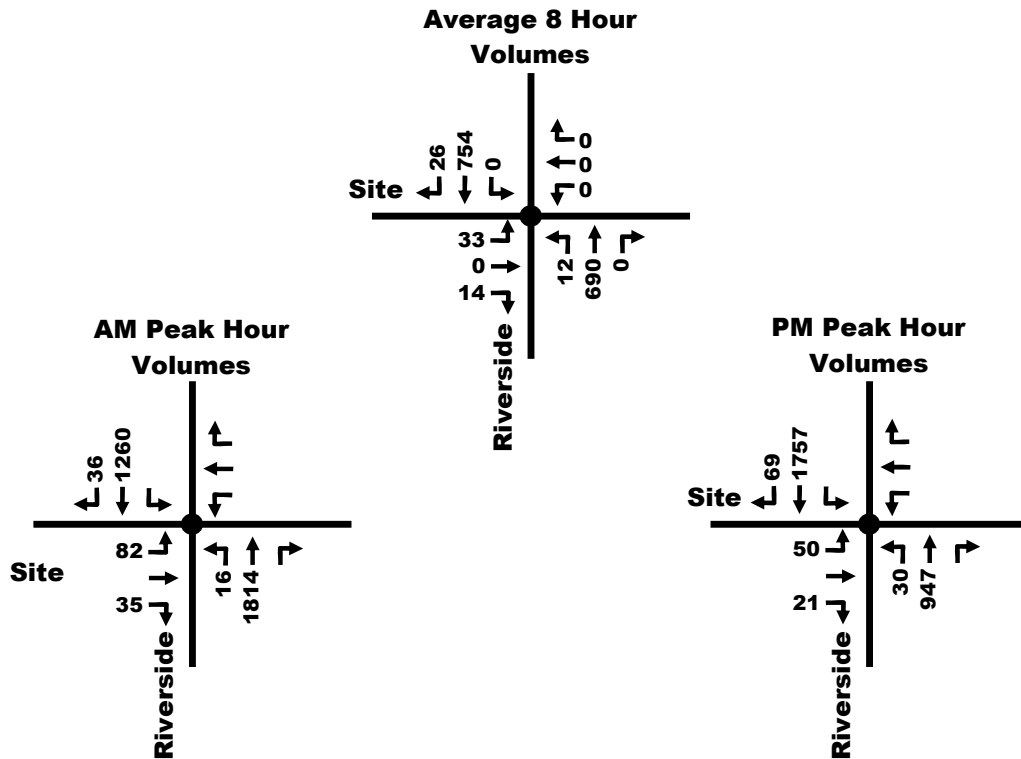 Average 8 Hour
Volumes
26
754
0
0
0
0
Site
33
0
14
12
690
0
Riverside
AM Peak Hour
Volumes
36
1260
82
Site
35
16
1814
Riverside
PM Peak Hour
Volumes
69
1757
Site
50
21
30
947
Riverside